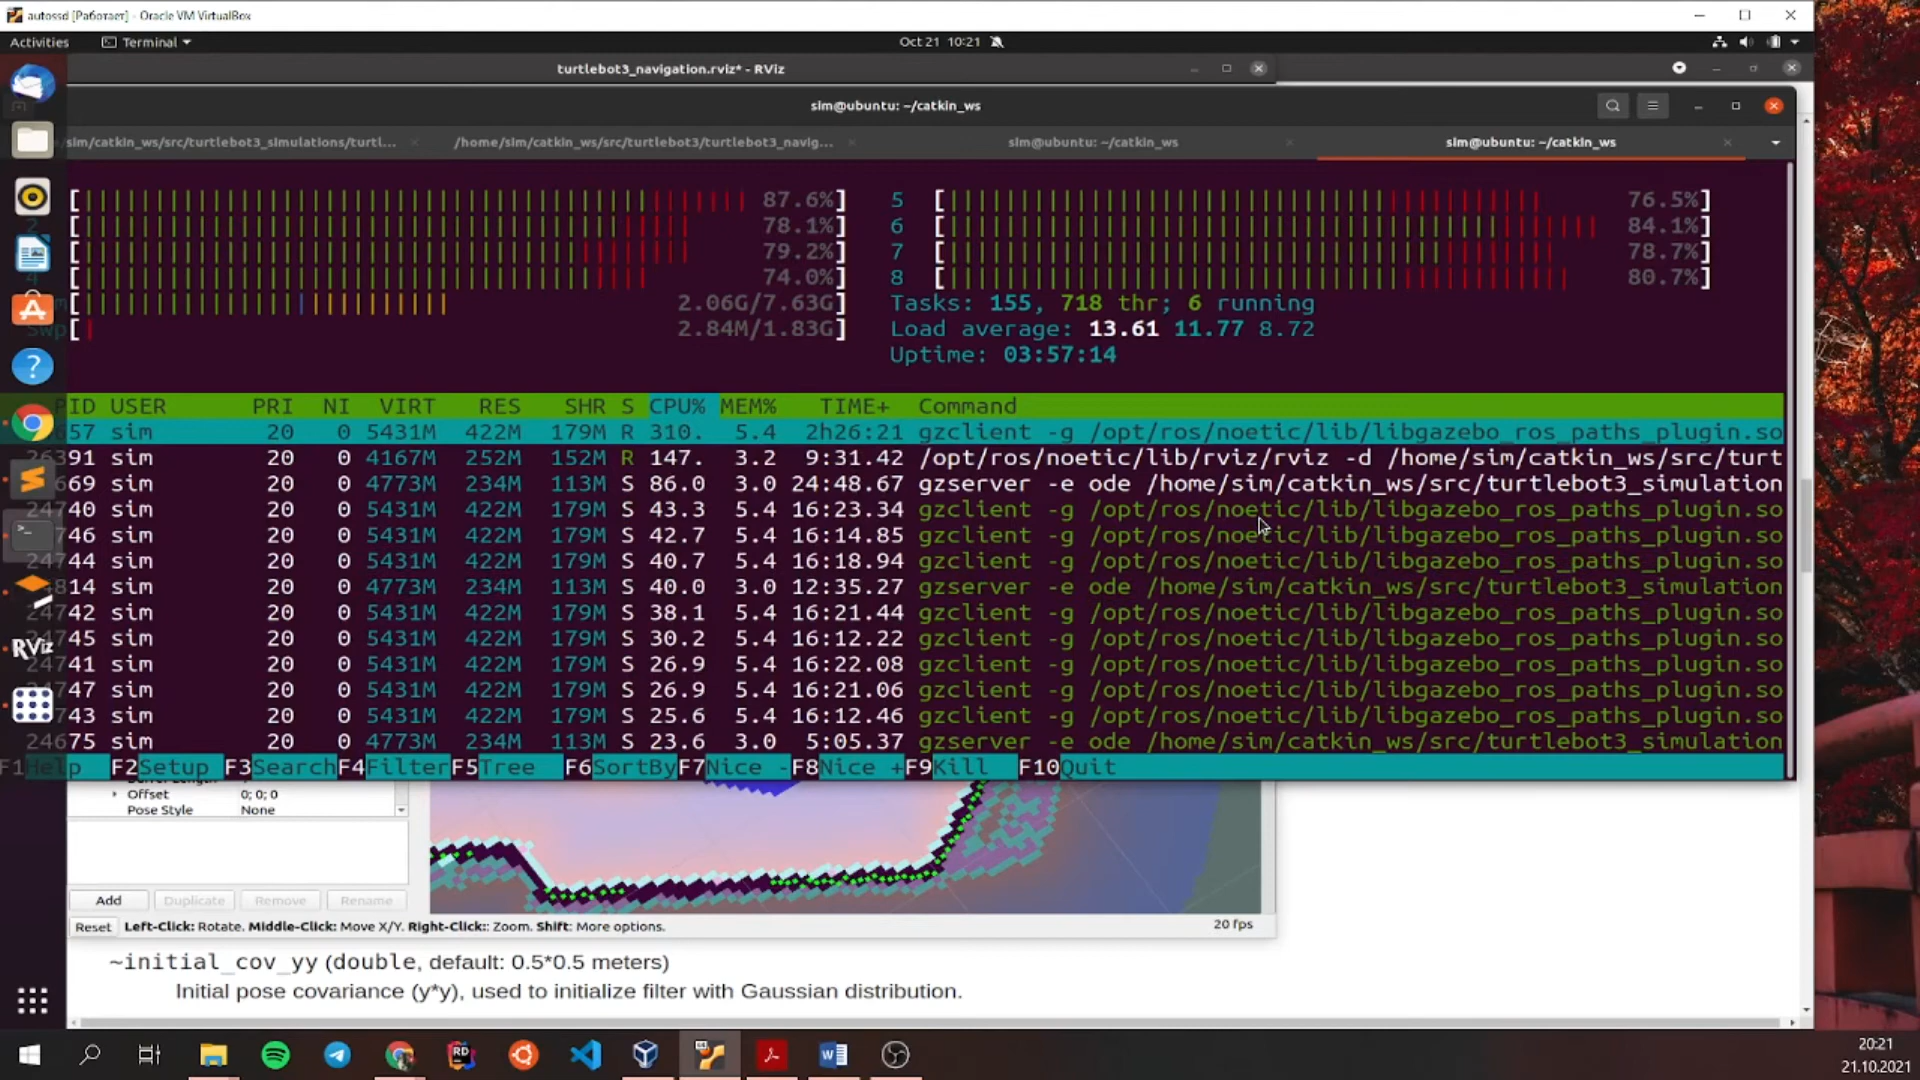 autossd [Работает] - Oracle VM VirtualBox
Activities Terminal Oct 21 10:21
turtlebot3_navigation.rviz* - RViz
sim@ubuntu: ~/catkin_ws
sim/catkin_ws/src/turtlebot3_simulations/turtl... /home/sim/catkin_ws/src/turtlebot3/turtlebot3_navig... sim@ubuntu: ~/catkin_ws sim@ubuntu: ~/catkin_ws
[ 87.6%] 5 [ 76.5%]
[ 78.1%] 6 [ 84.1%]
[ 79.2%] 7 [ 78.7%]
4 [ 74.0%] 8 [ 80.7%]
[ 2.06G/7.63G] Tasks: 155, 718 thr; 6 running
Swp[ 2.84M/1.83G] Load average: 13.61 11.77 8.72
Uptime: 03:57:14
PID USER PRI NI VIRT RES SHR S CPU% MEM% TIME+ Command
57 sim 20 0 5431M 422M 179M R 310. 5.4 2h26:21 gzclient -g /opt/ros/noetic/lib/libgazebo_ros_paths_plugin.so
26391 sim 20 0 4167M 252M 152M R 147. 3.2 9:31.42 /opt/ros/noetic/lib/rviz/rviz -d /home/sim/catkin_ws/src/turt
669 sim 20 0 4773M 234M 113M S 86.0 3.0 24:48.67 gzserver -e ode /home/sim/catkin_ws/src/turtlebot3_simulation
24740 sim 20 0 5431M 422M 179M S 43.3 5.4 16:23.34 gzclient -g /opt/ros/noetic/lib/libgazebo_ros_paths_plugin.so
746 sim 20 0 5431M 422M 179M S 42.7 5.4 16:14.85 gzclient -g /opt/ros/noetic/lib/libgazebo_ros_paths_plugin.so
24744 sim 20 0 5431M 422M 179M S 40.7 5.4 16:18.94 gzclient -g /opt/ros/noetic/lib/libgazebo_ros_paths_plugin.so
814 sim 20 0 4773M 234M 113M S 40.0 3.0 12:35.27 gzserver -e ode /home/sim/catkin_ws/src/turtlebot3_simulation
24742 sim 20 0 5431M 422M 179M S 38.1 5.4 16:21.44 gzclient -g /opt/ros/noetic/lib/libgazebo_ros_paths_plugin.so
24745 sim 20 0 5431M 422M 179M S 30.2 5.4 16:12.22 gzclient -g /opt/ros/noetic/lib/libgazebo_ros_paths_plugin.so
24741 sim 20 0 5431M 422M 179M S 26.9 5.4 16:22.08 gzclient -g /opt/ros/noetic/lib/libgazebo_ros_paths_plugin.so
24747 sim 20 0 5431M 422M 179M S 26.9 5.4 16:21.06 gzclient -g /opt/ros/noetic/lib/libgazebo_ros_paths_plugin.so
743 sim 20 0 5431M 422M 179M S 25.6 5.4 16:12.46 gzclient -g /opt/ros/noetic/lib/libgazebo_ros_paths_plugin.so
24675 sim 20 0 4773M 234M 113M S 23.6 3.0 5:05.37 gzserver -e ode /home/sim/catkin_ws/src/turtlebot3_simulation
F1Help F2Setup F3Search F4Filter F5Tree F6SortBy F7Nice - F8Nice + F9Kill F10Quit
RViz
Offset 0; 0; 0
Pose Style None
Add Duplicate Remove Rename
Reset Left-Click: Rotate. Middle-Click: Move X/Y. Right-Click:: Zoom. Shift: More options. 20 fps
~initial_cov_yy (double, default: 0.5*0.5 meters)
Initial pose covariance (y*y), used to initialize filter with Gaussian distribution.
20:21
21.10.2021